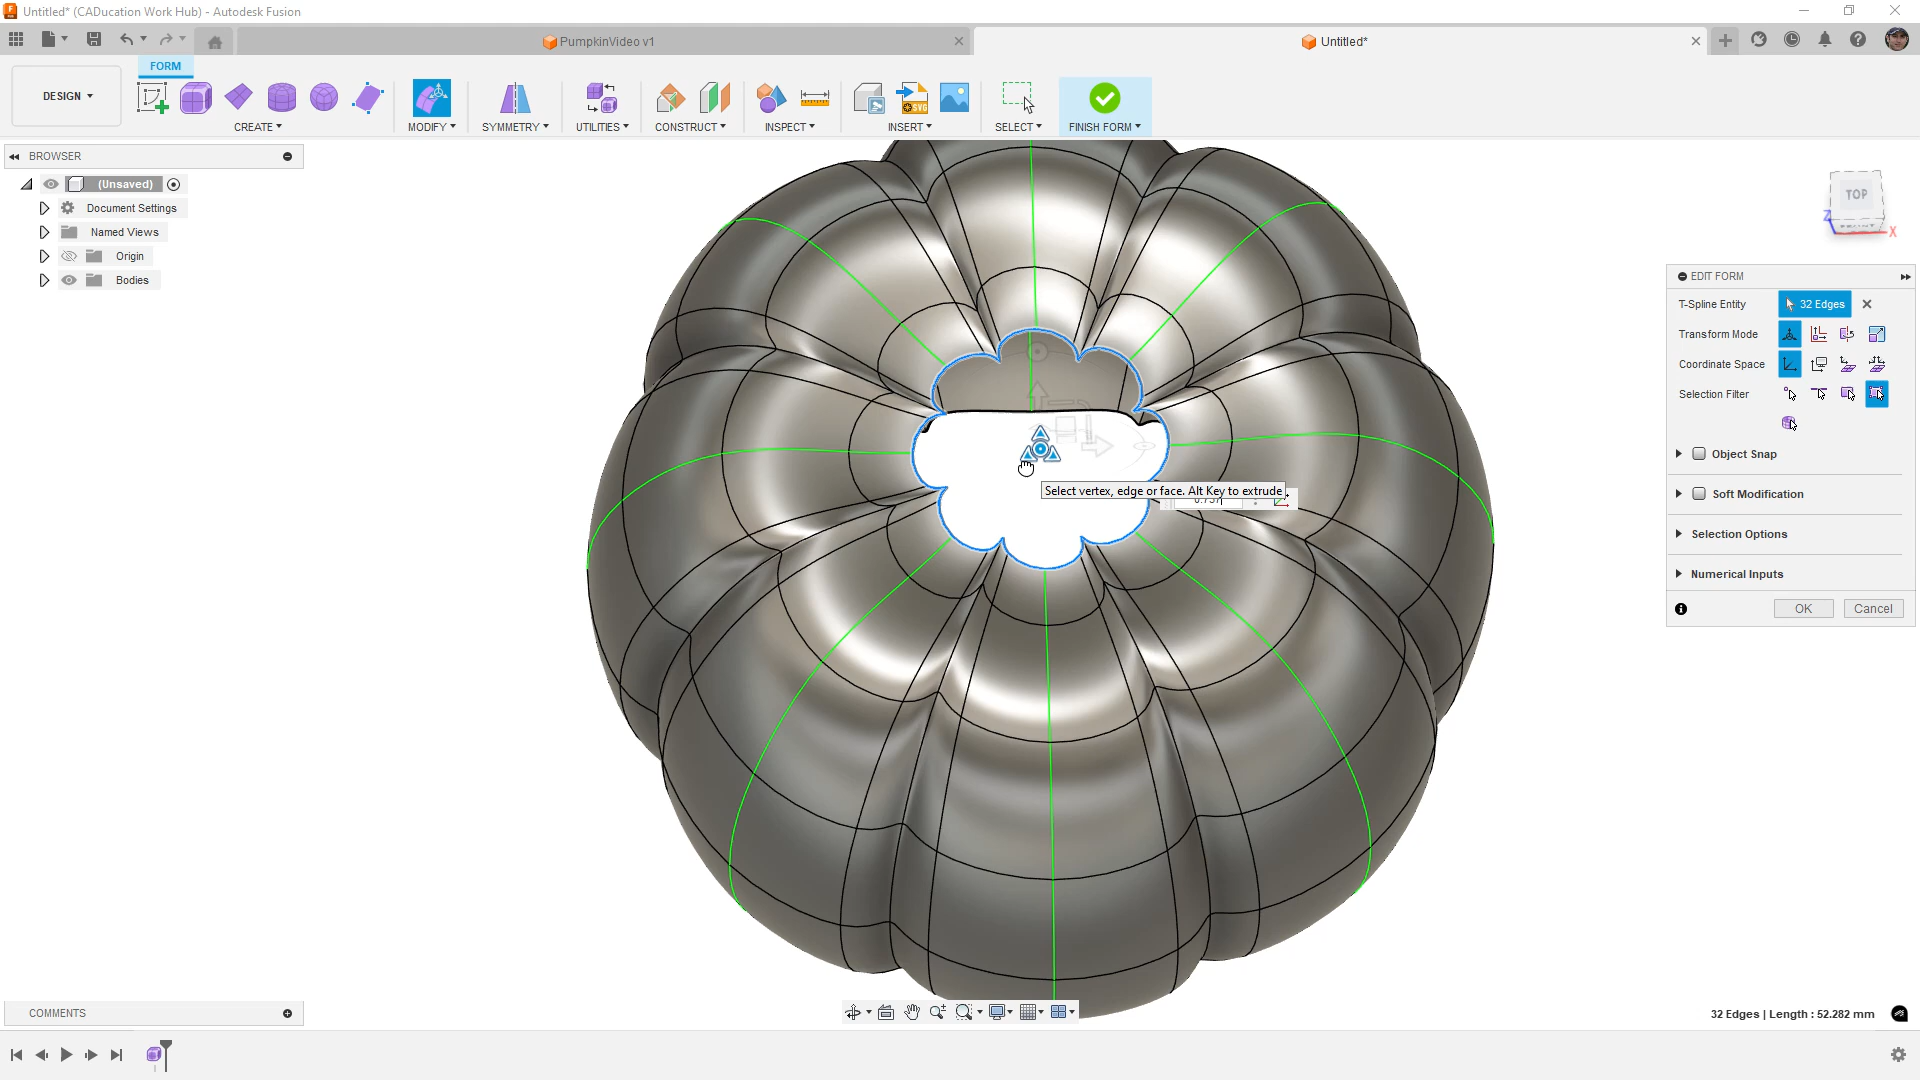 Untitled* (CADucation Work Hub) - Autodesk Fusion
PumpkinVideo v1
Untitled*
FORM
DESIGN
CREATE
MODIFY
SYMMETRY
UTILITIES
CONSTRUCT
INSPECT
INSERT
SELECT
FINISH FORM
BROWSER
(Unsaved)
Document Settings
Named Views
Origin
Bodies
TOP
Z
X
EDIT FORM
T-Spline Entity
32 Edges
Transform Mode
Coordinate Space
Selection Filter
Object Snap
Soft Modification
Selection Options
Numerical Inputs
OK
Cancel
Select vertex, edge or face. Alt Key to extrude
COMMENTS
32 Edges | Length : 52.282 mm